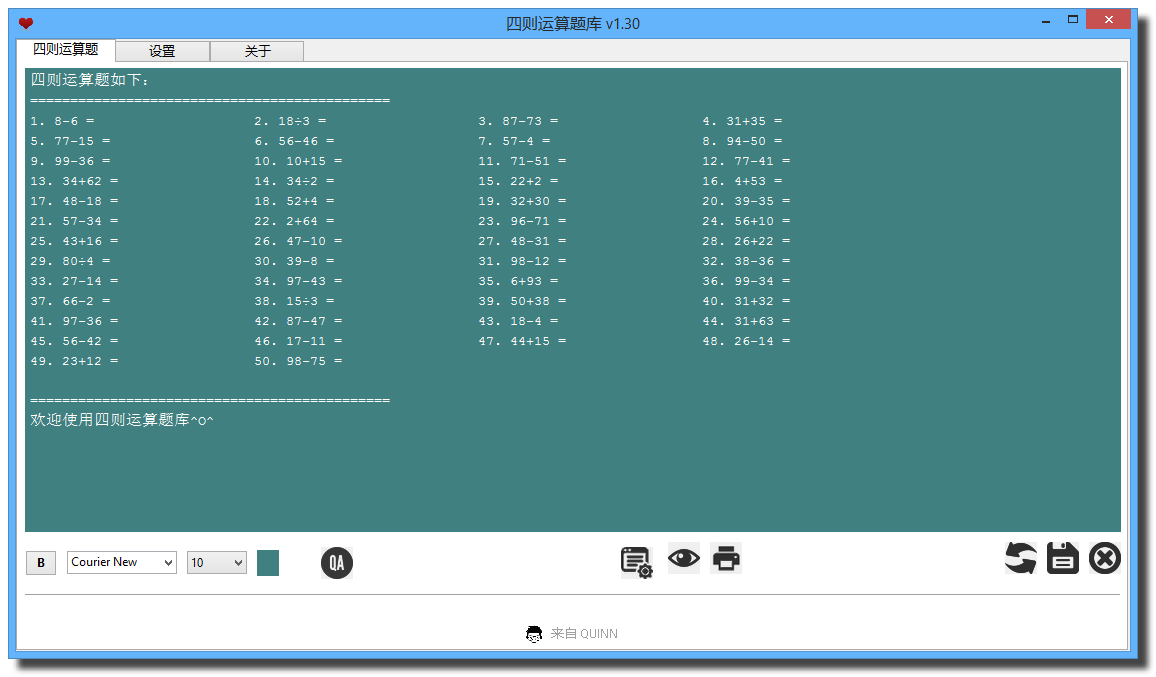 四则运算题库 v1.30
四则运算题 设置 关于
四则运算题如下：
=============================================
1. 8-6 = 2. 18÷3 = 3. 87-73 = 4. 31+35 =
5. 77-15 = 6. 56-46 = 7. 57-4 = 8. 94-50 =
9. 99-36 = 10. 10+15 = 11. 71-51 = 12. 77-41 =
13. 34+62 = 14. 34÷2 = 15. 22+2 = 16. 4+53 =
17. 48-18 = 18. 52+4 = 19. 32+30 = 20. 39-35 =
21. 57-34 = 22. 2+64 = 23. 96-71 = 24. 56+10 =
25. 43+16 = 26. 47-10 = 27. 48-31 = 28. 26+22 =
29. 80÷4 = 30. 39-8 = 31. 98-12 = 32. 38-36 =
33. 27-14 = 34. 97-43 = 35. 6+93 = 36. 99-34 =
37. 66-2 = 38. 15÷3 = 39. 50+38 = 40. 31+32 =
41. 97-36 = 42. 87-47 = 43. 18-4 = 44. 31+63 =
45. 56-42 = 46. 17-11 = 47. 44+15 = 48. 26-14 =
49. 23+12 = 50. 98-75 =
=============================================
欢迎使用四则运算题库^o^
B Courier New 10 QA
来自 QUINN